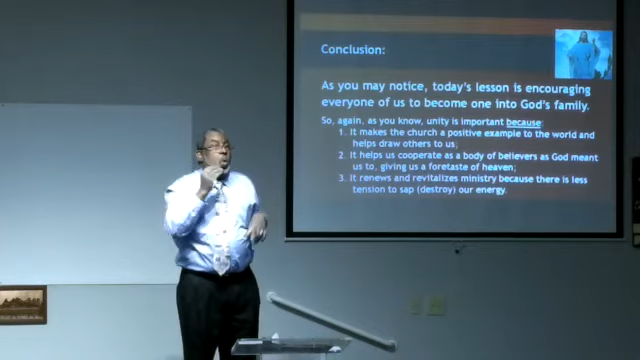 Conclusion:
As you may notice, today's lesson is encouraging
everyone of us to become one into God's family.
So, again, as you know, unity is important because:
1. It makes the church a positive example to the world and
helps draw others to us;
2. It helps us cooperate as a body of believers as God meant
us to, giving us a foretaste of heaven;
3. It renews and revitalizes ministry because there is less
tension to sap (destroy) our energy.